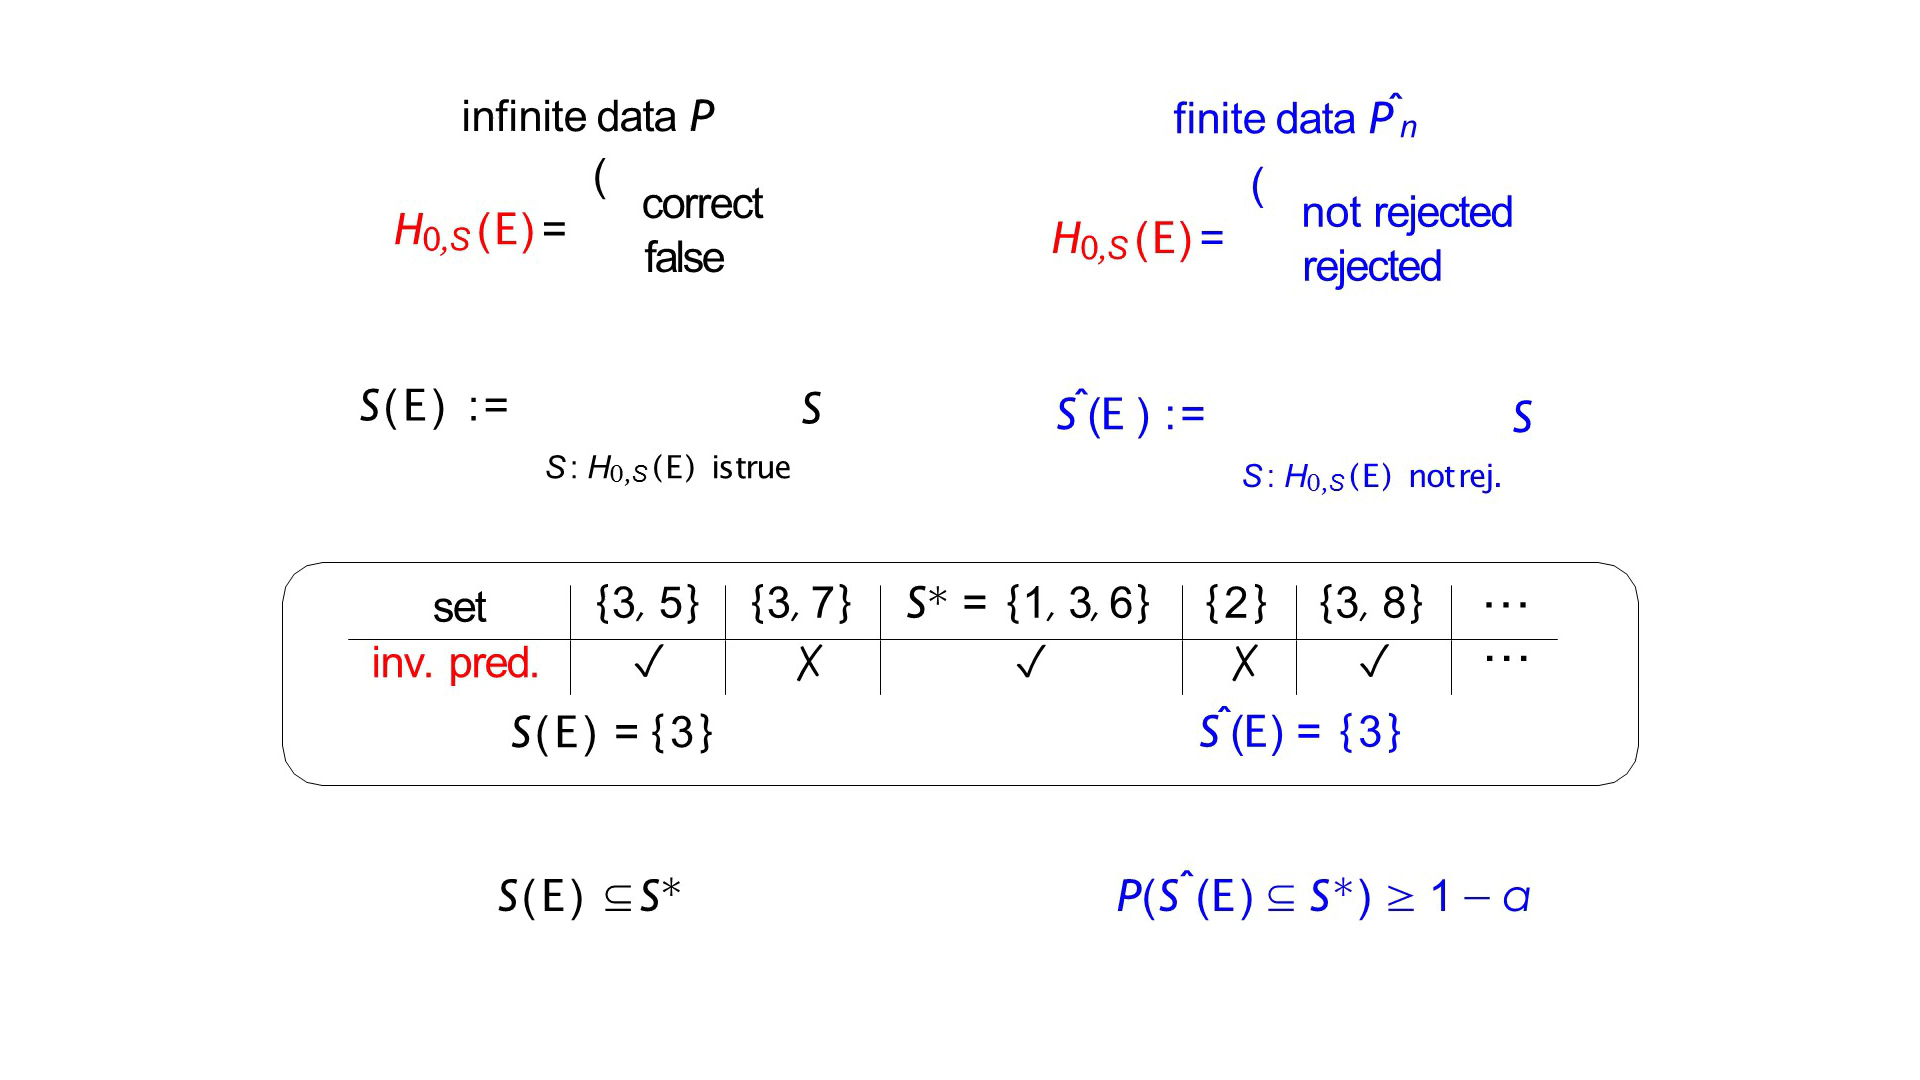 infinite data P
finite data P̂n
H0,S(E) = ( correct
false
H0,S(E) = ( not rejected
rejected
S(E) := S
S : H0,S(E) is true
Ŝ(E) := S
S : H0,S(E) not rej.
set {3, 5} {3, 7} S* = {1, 3, 6} {2} {3, 8} ⋯
inv. pred. ✓ ✗ ✓ ✗ ✓ ⋯
S(E) = {3} Ŝ(E) = {3}
S(E) ⊆ S*
P(Ŝ(E) ⊆ S*) ≥ 1 − α